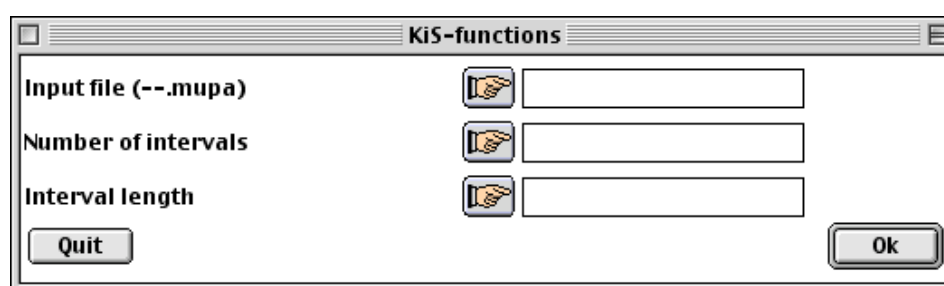 KiS-functions
Input file (--.mupa)
Number of intervals
Interval length
Quit Ok